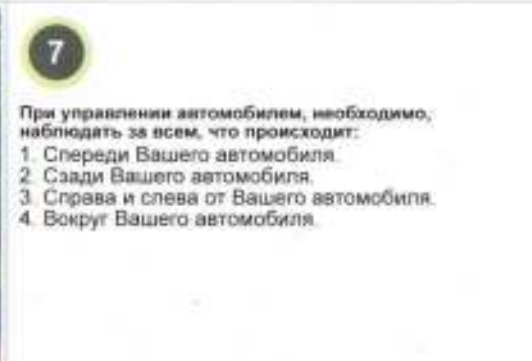 7
При управлении автомобилем, необходимо,
наблюдать за всем, что происходит:
1. Спереди Вашего автомобиля.
2. Сзади Вашего автомобиля.
3. Справа и слева от Вашего автомобиля.
4. Вокруг Вашего автомобиля.